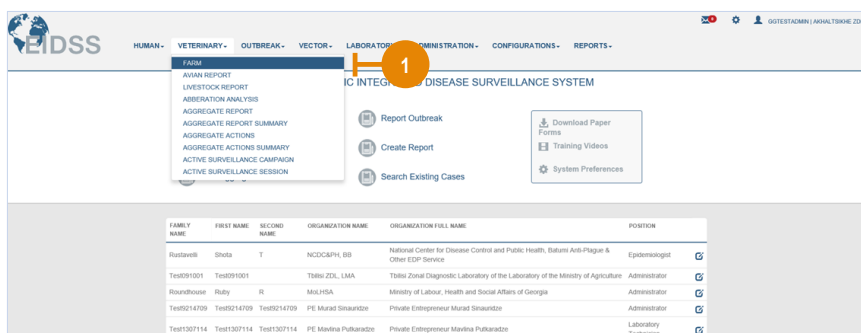 0
GGTESTADMIN | AKHALTSIKHE ZD
EIDSS
HUMAN VETERINARY OUTBREAK VECTOR CONFIGURATIONS REPORTS
FARM
1
AVIAN REPORT
LIVESTOCK REPORT
DISEASE SURVEILLANCE SYSTEM
ABBERATION ANALYSIS
AGGREGATE REPORT
AGGREGATE REPORT SUMMARY
AGGREGATE ACTIONS
AGGREGATE ACTIONS SUMMARY
ACTIVE SURVEILLANCE CAMPAIGN
ACTIVE SURVEILLANCE SESSION
Report Outbreak
Create Report
Search Existing Cases
Download Paper
Forms
Training Videos
System Preferences
FAMILY NAME FIRST NAME SECOND NAME ORGANIZATION NAME ORGANIZATION FULL NAME POSITION
Rustavelli Shota T NCDC&PH, BB National Center for Disease Control and Public Health, Batumi Anti-Plague &
Other EDP Service Epidemiologist
Test091001 Test091001 Tbilisi ZDL, LMA Tbilisi Zonal Diagnostic Laboratory of the Laboratory of the Ministry of Agriculture Administrator
Roundhouse Ruby R MoLHSA Ministry of Labour, Health and Social Affairs of Georgia Administrator
Test9214709 Test9214709 Test9214709 PE Murad Sinauridze Private Entrepreneur Murad Sinauridze Administrator
Test1307114 Test1307114 Test1307114 PE Mavlina Putkaradze Private Entrepreneur Mavlina Putkaradze Laboratory